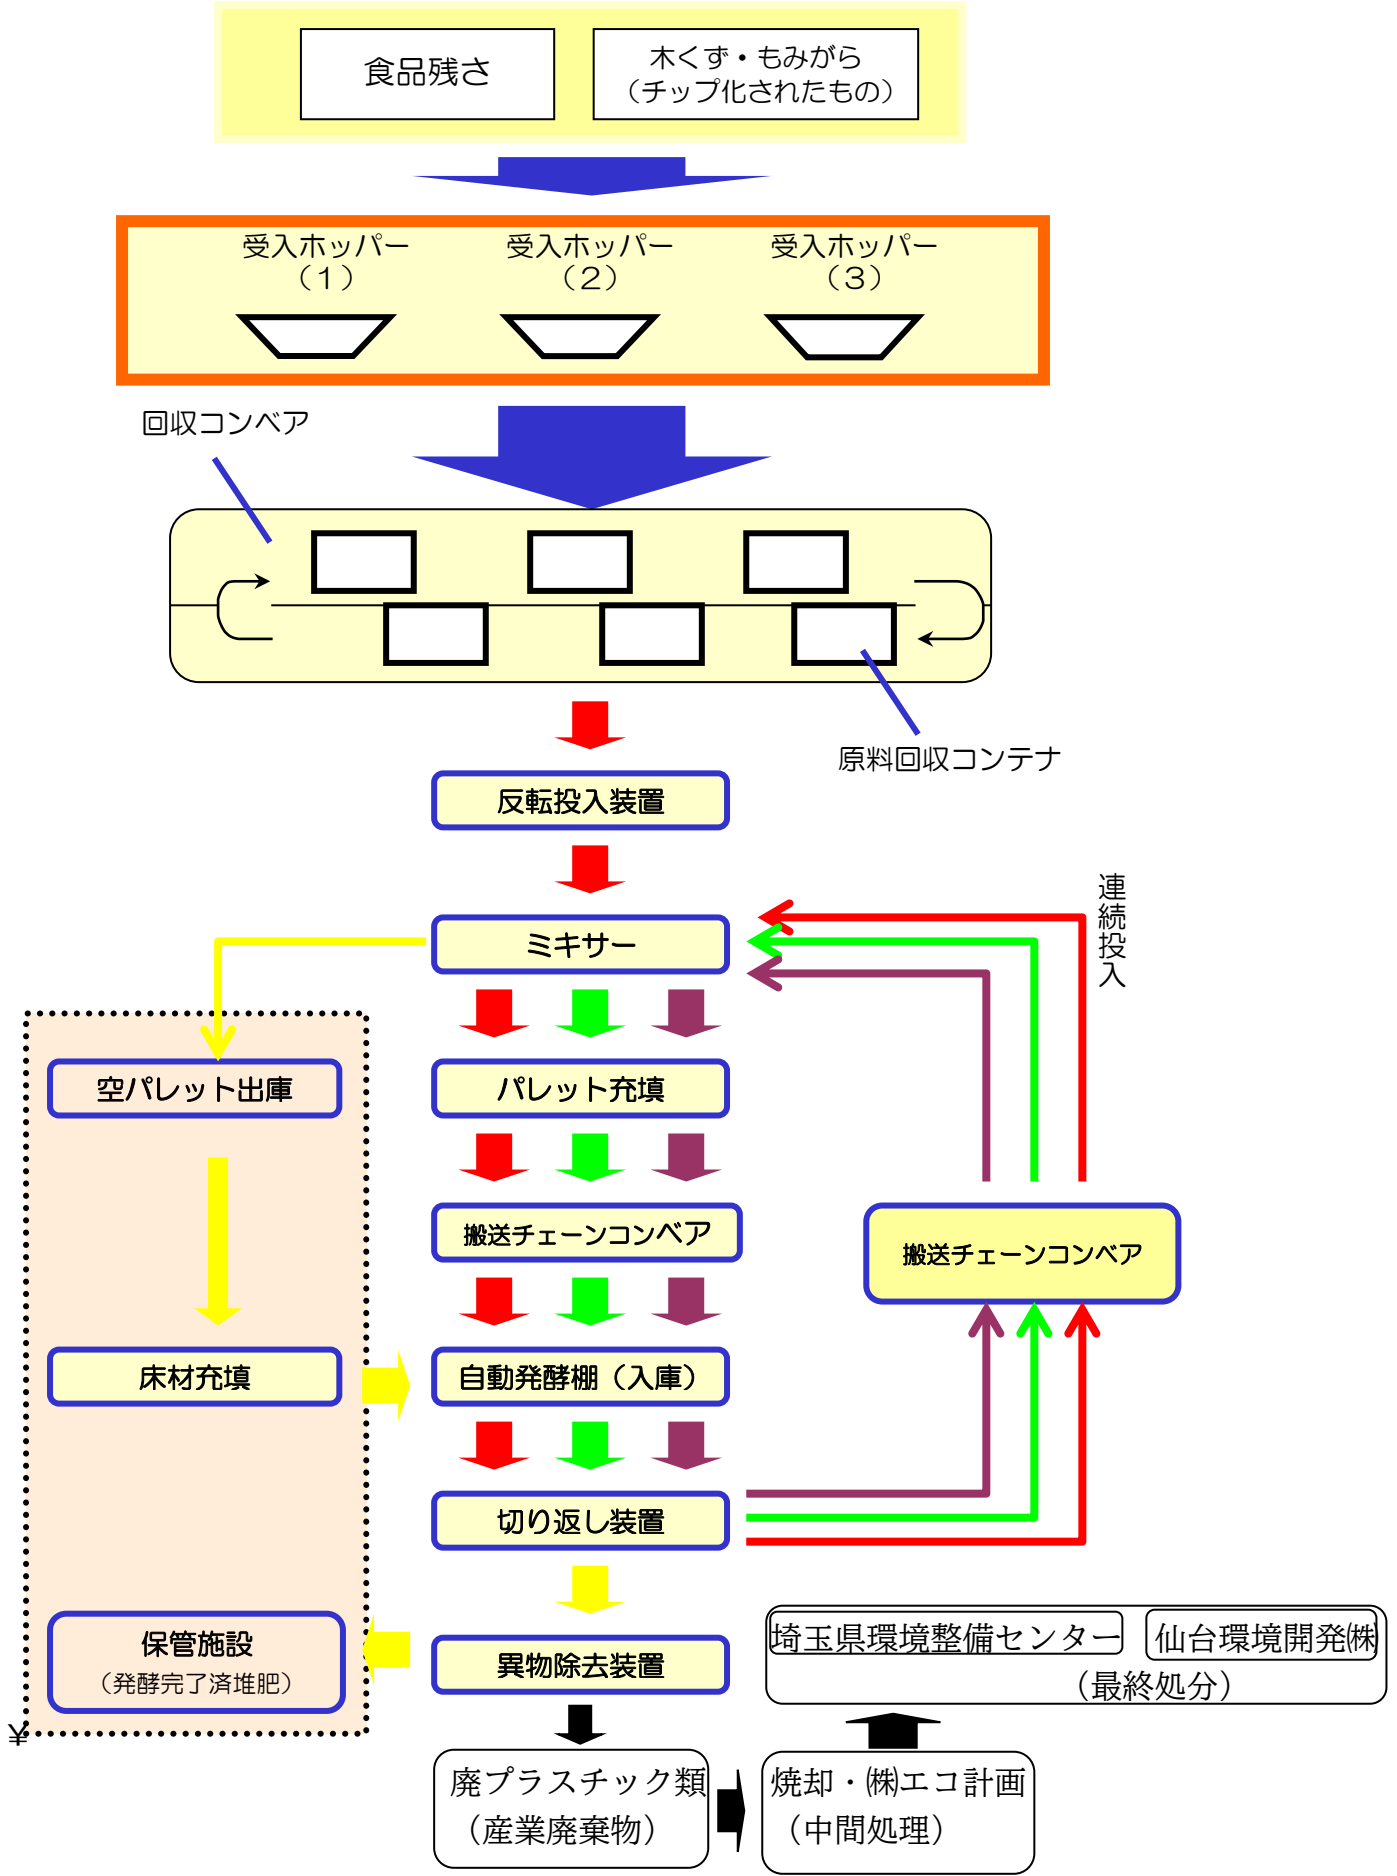 食品残さ
木くず・もみがら
（チップ化されたもの）
受入ホッパー
（１）
受入ホッパー
（２）
受入ホッパー
（３）
回収コンベア
原料回収コンテナ
反転投入装置
連続投入
ミキサー
空パレット出庫
パレット充填
搬送チェーンコンベア
搬送チェーンコンベア
床材充填
自動発酵棚（入庫）
切り返し装置
保管施設
（発酵完了済堆肥）
異物除去装置
埼玉県環境整備センター
仙台環境開発㈱
（最終処分）
¥
廃プラスチック類
（産業廃棄物）
焼却・㈱エコ計画
（中間処理）